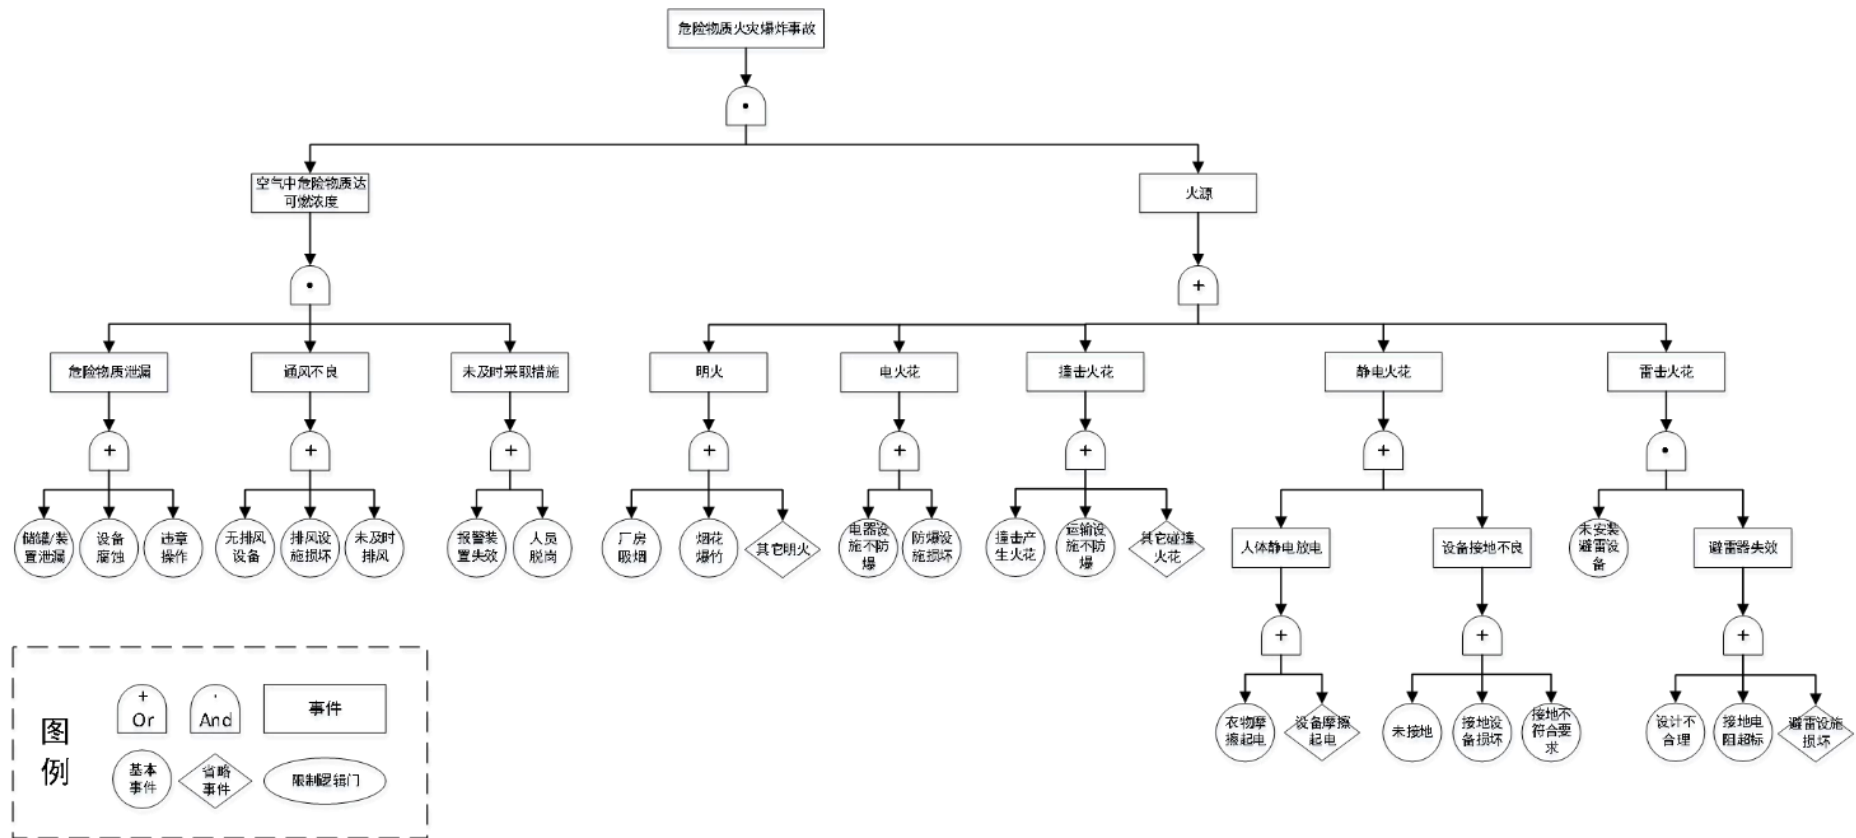 危险物质火灾爆炸事故
空气中危险物质达
可燃浓度
火源
+
危险物质泄漏
通风不良
未及时采取措施
明火
电火花
撞击火花
静电火花
雷击火花
+
+
+
+
+
+
+
储罐/装
置泄漏
设备
腐蚀
违章
操作
无排风
设备
排风设
施损坏
未及时
排风
报警装
置失效
人员
脱岗
厂房
吸烟
烟花
爆竹
其它明火
电器设
施不防
爆
防爆设
施损坏
撞击产
生火花
运输设
施不防
爆
其它碰撞
火花
人体静电放电
设备接地不良
未安装
避雷设
备
避雷器失效
+
+
+
衣物摩
擦起电
设备摩擦
起电
未接地
接地设
备损坏
接地不
符合要
求
设计不
合理
接地电
阻超标
避雷设施
损坏
图
例
+
Or
·
And
事件
基本
事件
省略
事件
限制逻辑门